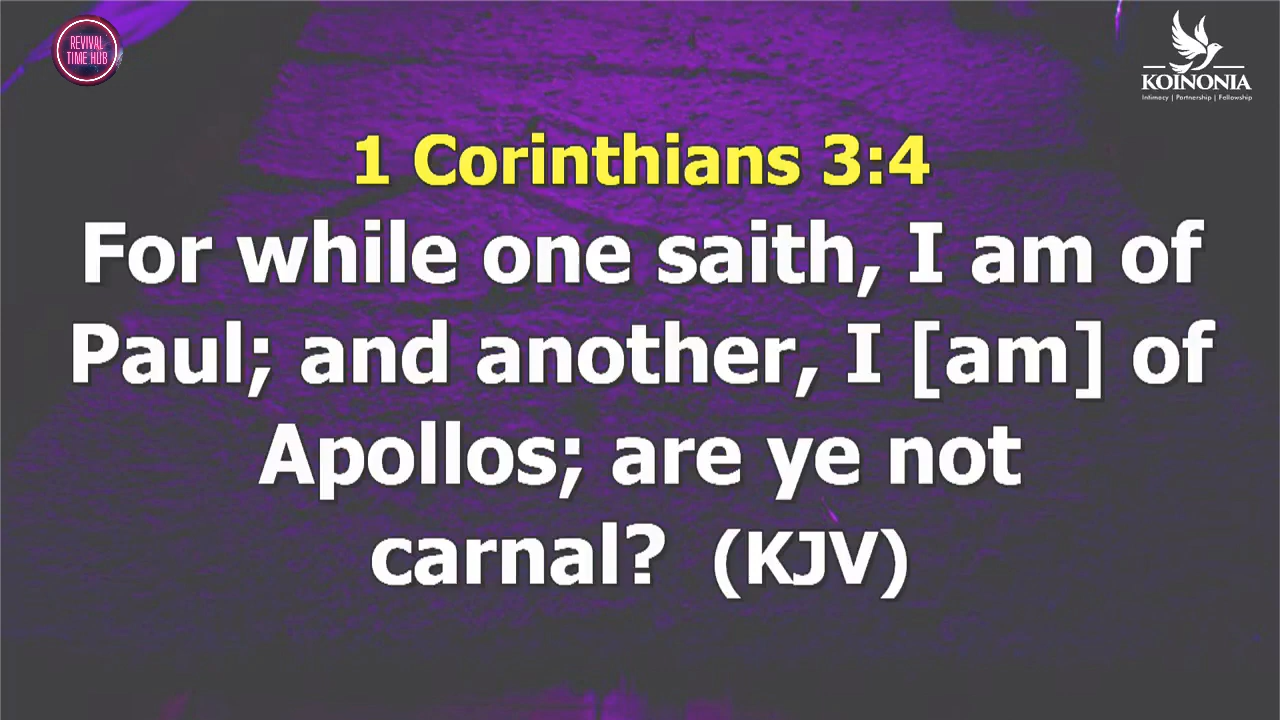 REVIVAL
TIME HUB
KOINONIA
Intimacy | Partnership | Fellowship
1 Corinthians 3:4
For while one saith, I am of
Paul; and another, I [am] of
Apollos; are ye not
carnal? (KJV)